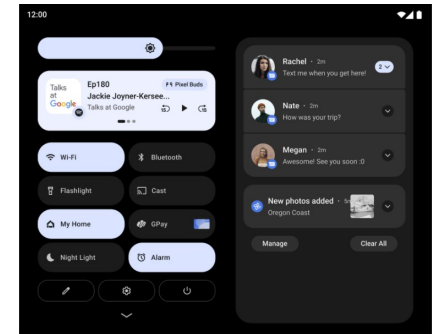 12:00
Talks
at
Google
Ep180
Pixel Buds
Jackie Joyner-Kersee...
Talks at Google
Wi-Fi
Bluetooth
Flashlight
Cast
My Home
GPay
Night Light
Alarm
Rachel • 2m
Text me when you get here!
2
Nate • 2m
How was your trip?
Megan • 2m
Awesome! See you soon :0
New photos added •
Oregon Coast
Manage
Clear All